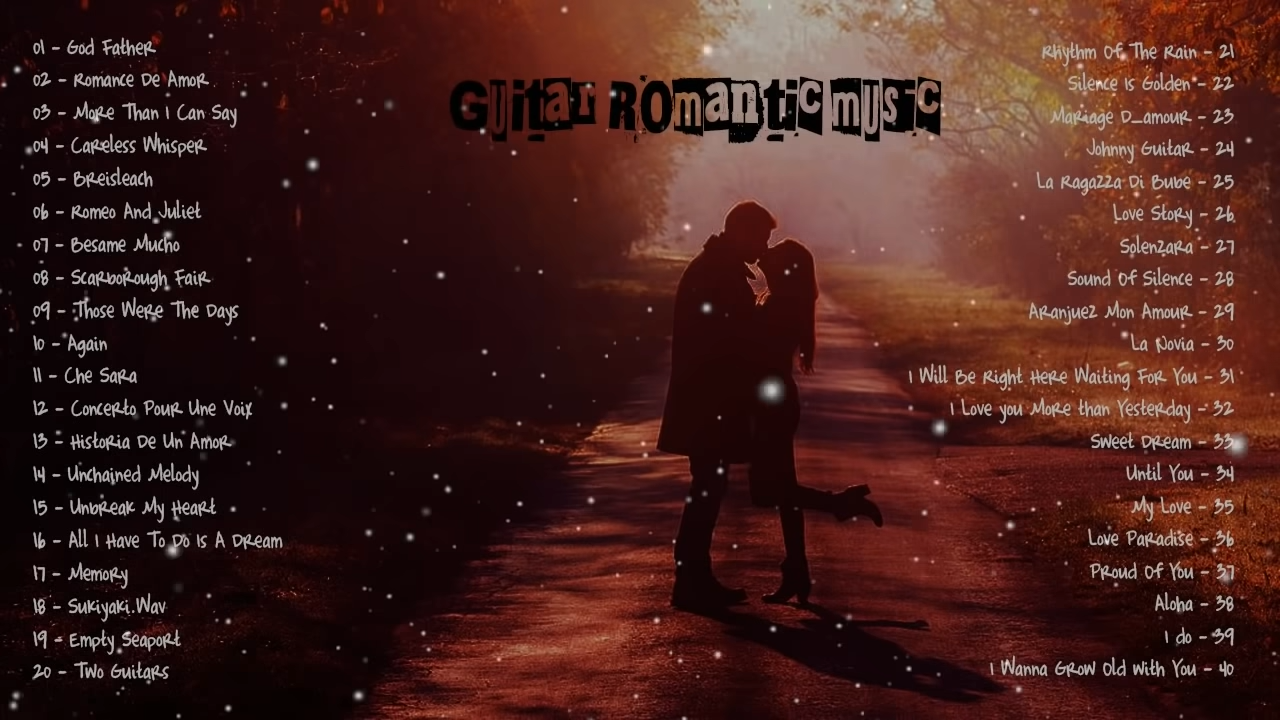 Guitar Romantic music
01 - God Father
02 - Romance De Amor
03 - More Than I Can Say
04 - Careless Whisper
05 - Breisleach
06 - Romeo And Juliet
07 - Besame Mucho
08 - Scarborough Fair
09 - Those Were The Days
10 - Again
11 - Che Sara
12 - Concerto Pour Une Voix
13 - Historia De Un Amor
14 - Unchained Melody
15 - Unbreak My Heart
16 - All I Have To Do Is A Dream
17 - Memory
18 - Sukiyaki.Wav
19 - Empty Seaport
20 - Two Guitars
Rhythm Of The Rain - 21
Silence Is Golden - 22
Mariage D_amour - 23
Johnny Guitar - 24
La Ragazza Di Bube - 25
Love Story - 26
Solenzara - 27
Sound Of Silence - 28
Aranjuez Mon Amour - 29
La Novia - 30
I Will Be Right Here Waiting For You - 31
I Love you More than Yesterday - 32
Sweet Dream - 33
Until You - 34
My Love - 35
Love Paradise - 36
Proud Of You - 37
Aloha - 38
I do - 39
I Wanna Grow Old With You - 40